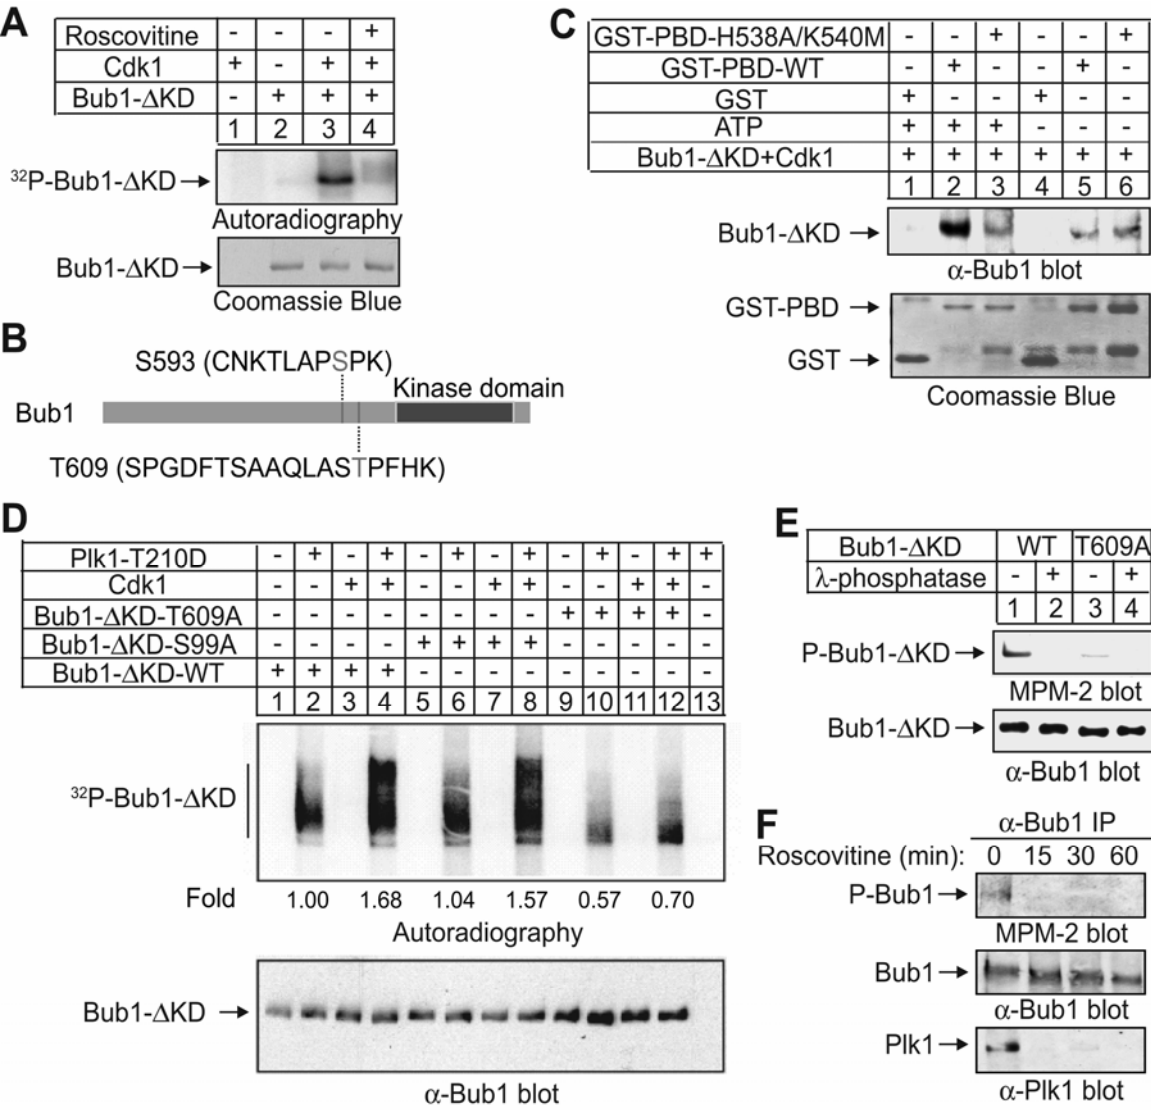 A
Roscovitine - - - +
Cdk1 + - + +
Bub1-ΔKD - + + +
1 2 3 4
³²P-Bub1-ΔKD
Autoradiography
Bub1-ΔKD
Coomassie Blue
B
S593 (CNKTLAPSPK)
Kinase domain
Bub1
T609 (SPGDFTSAAQLASTPFHK)
C
GST-PBD-H538A/K540M - - + - - +
GST-PBD-WT - + - - + -
GST + - - + - -
ATP + + + - - -
Bub1-ΔKD+Cdk1 + + + + + +
1 2 3 4 5 6
Bub1-ΔKD
α-Bub1 blot
GST-PBD
GST
Coomassie Blue
D
Plk1-T210D - + - + - + - + - + - + +
Cdk1 - - + + - - + + - - + + -
Bub1-ΔKD-T609A - - - - - - - - + + + + -
Bub1-ΔKD-S99A - - - - + + + + - - - - -
Bub1-ΔKD-WT + + + + - - - - - - - - -
1 2 3 4 5 6 7 8 9 10 11 12 13
³²P-Bub1-ΔKD
Fold 1.00 1.68 1.04 1.57 0.57 0.70
Autoradiography
Bub1-ΔKD
α-Bub1 blot
E
Bub1-ΔKD WT T609A
λ-phosphatase - + - +
1 2 3 4
P-Bub1-ΔKD
MPM-2 blot
Bub1-ΔKD
α-Bub1 blot
F
α-Bub1 IP
Roscovitine (min): 0 15 30 60
P-Bub1
MPM-2 blot
Bub1
α-Bub1 blot
Plk1
α-Plk1 blot